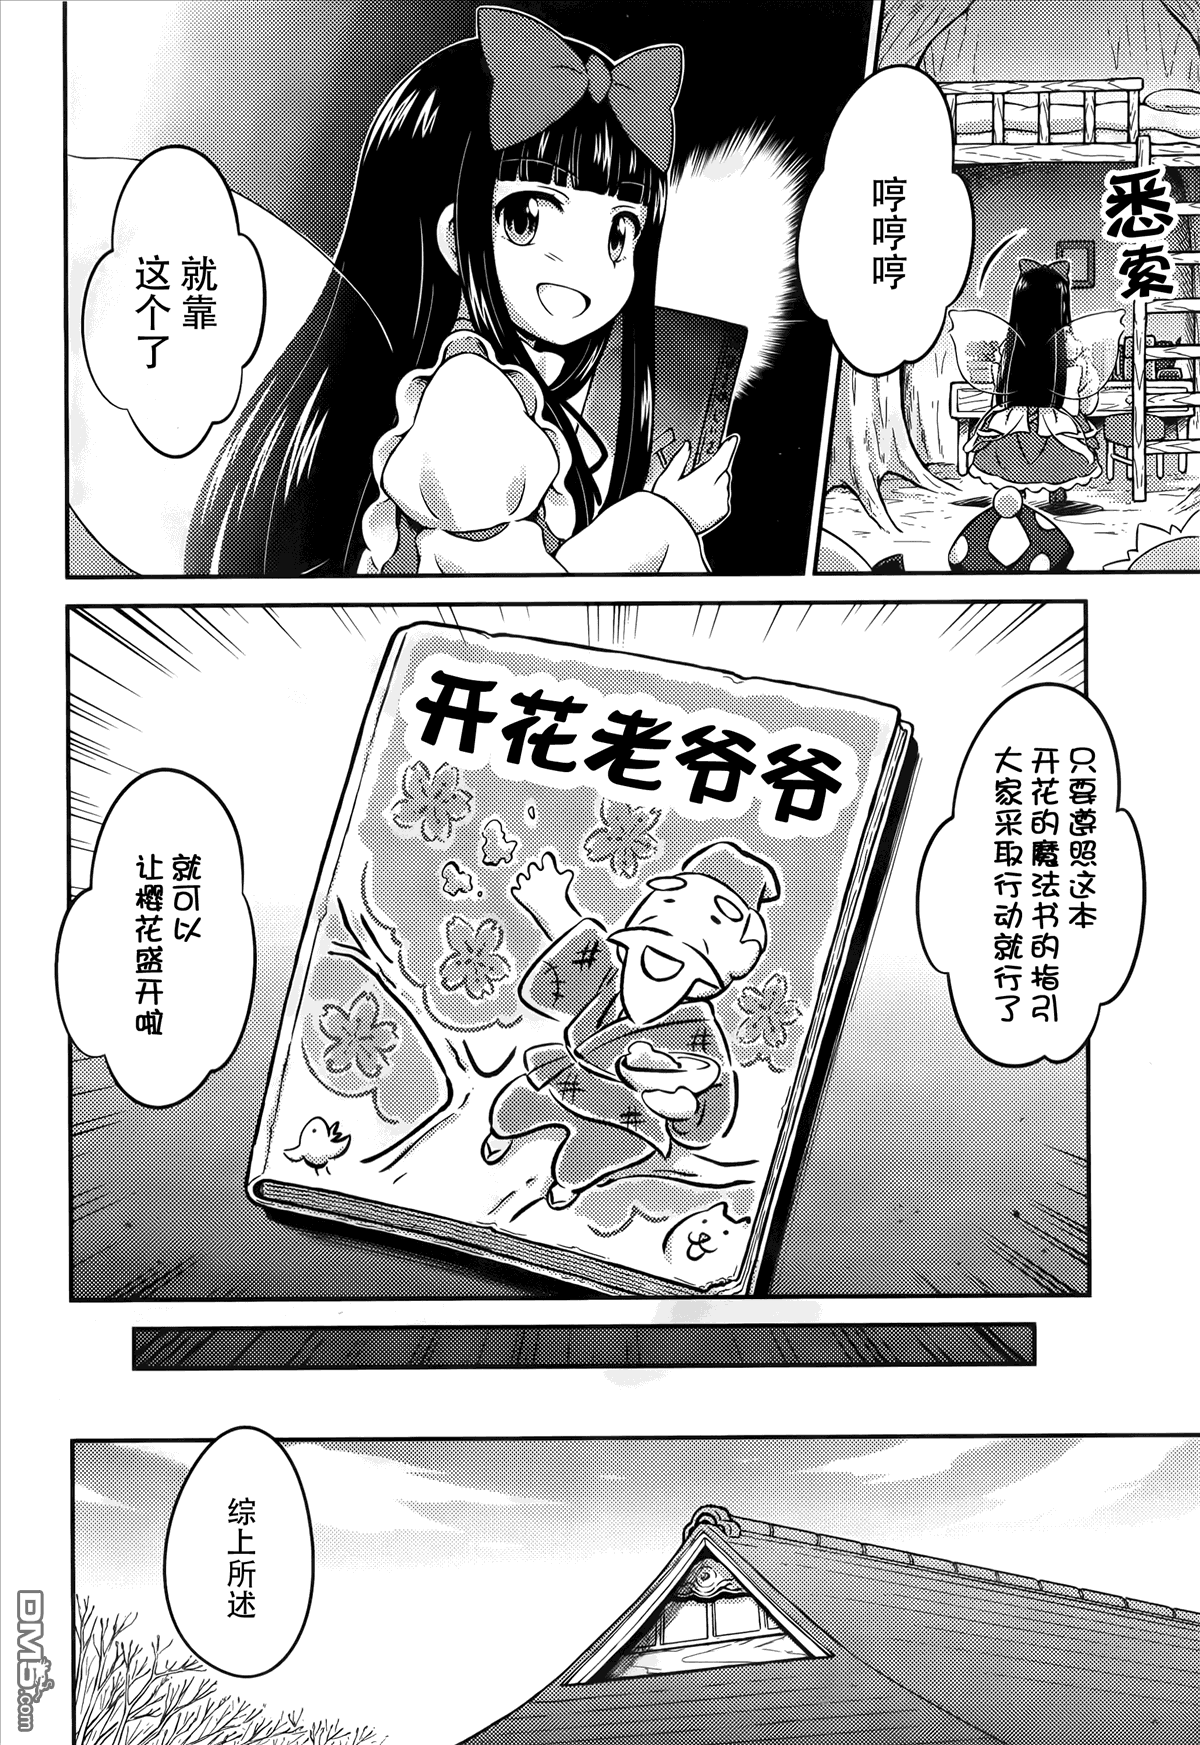 悉索
哼哼哼
就靠
这个了
开花老爷爷
只要遵照这本
开花的魔法书的指引
大家采取行动就行了
就可以
让樱花盛开啦
综上所述
DM5.com